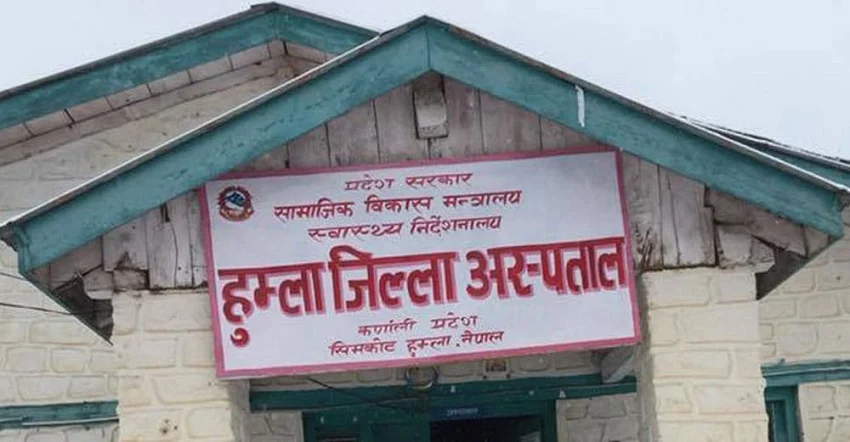 प्रदेश सरकार
सामाजिक विकास मन्त्रालय
स्वास्थ्य निर्देशनालय
हुम्ला जिल्ला अस्पताल
कर्णाली प्रदेश
सिमकोट हुम्ला, नेपाल